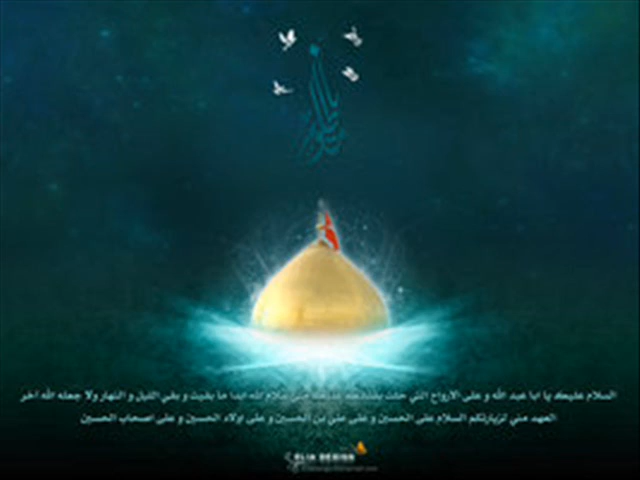 السلام عليك يا ابا عبد الله و على الارواح التي حلت بفنائك عليك مني سلام الله ابدا ما بقيت و بقي الليل و النهار ولا جعله الله آخر
العهد مني لزيارتكم السلام على الحسين و على علي بن الحسين و على اولاد الحسين و على اصحاب الحسين
ELIA DESIGN